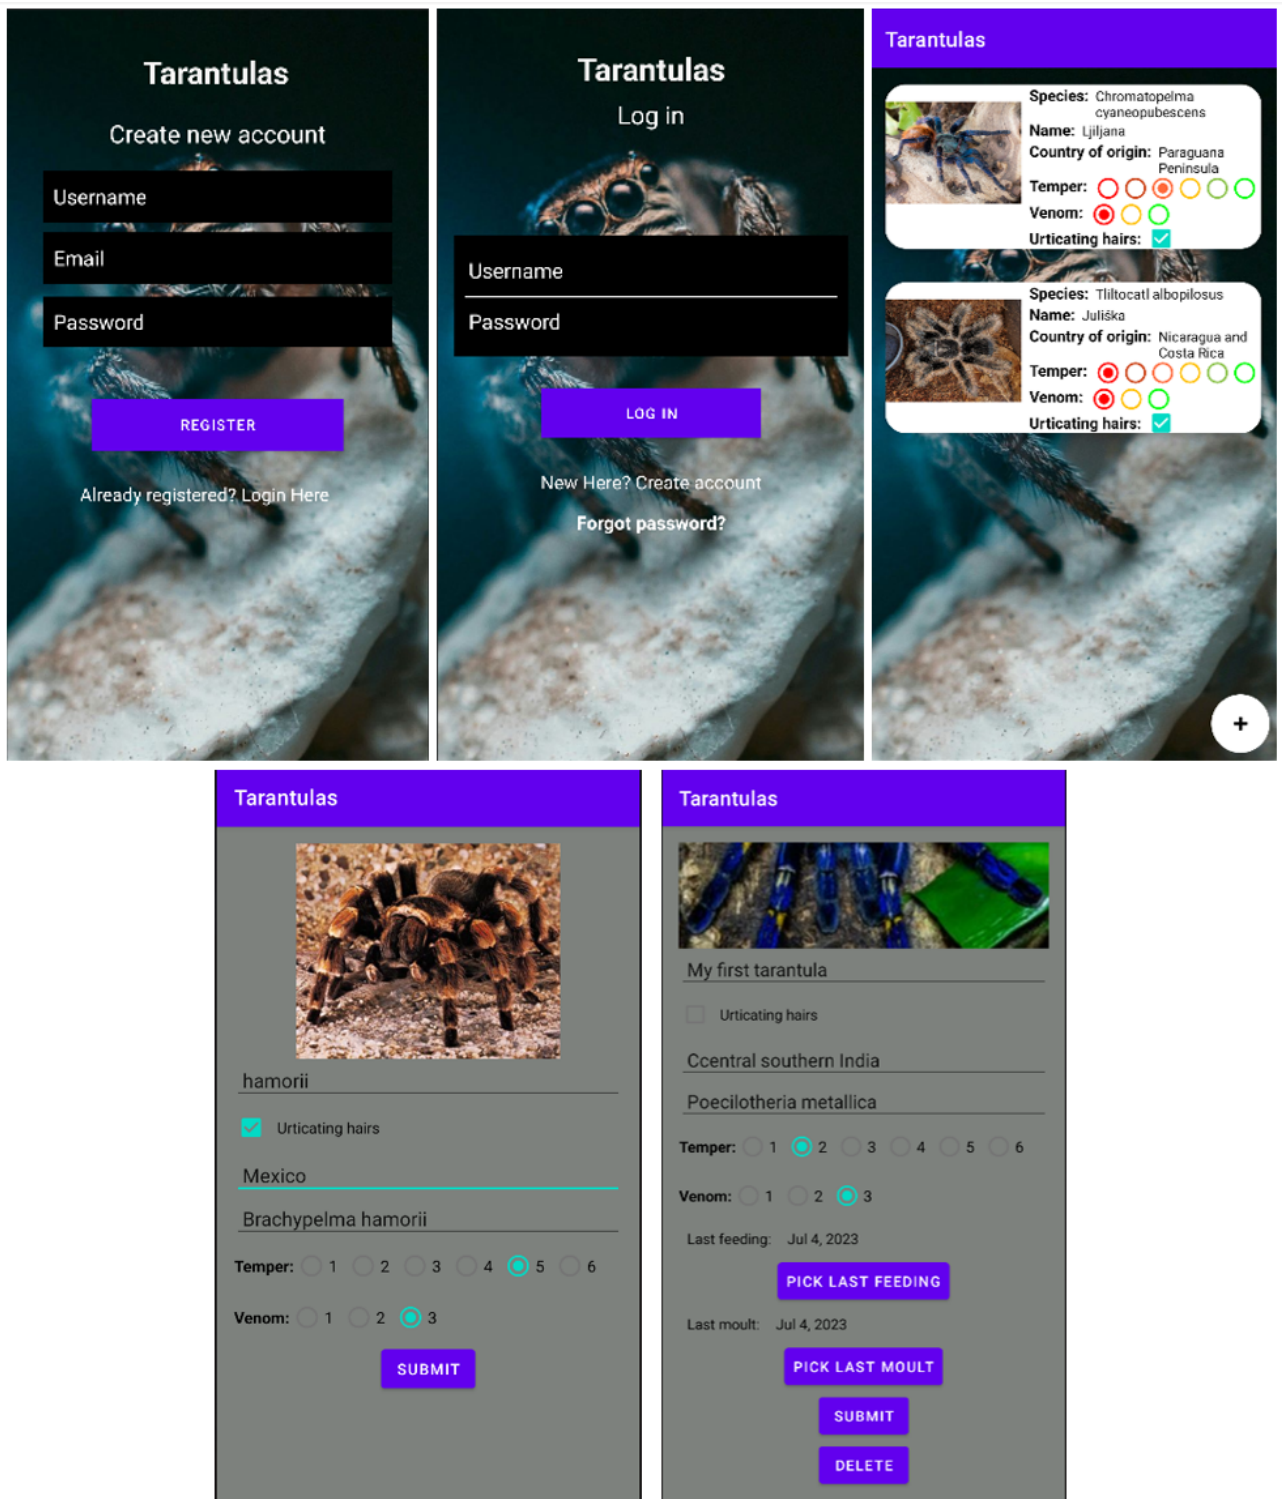 Tarantulas
Create new account
Username
Email
Password
REGISTER
Already registered? Login Here
Tarantulas
Log in
Username
Password
LOG IN
New Here? Create account
Forgot password?
Tarantulas
Species: Chromatopelma
cyaneopubescens
Name: Ljiljana
Country of origin: Paraguana
Peninsula
Temper:
Venom:
Urticating hairs:
Species: Tliltocatl albopilosus
Name: Juliška
Country of origin: Nicaragua and
Costa Rica
Temper:
Venom:
Urticating hairs:
+
Tarantulas
hamorii
Urticating hairs
Mexico
Brachypelma hamorii
Temper: 1 2 3 4 5 6
Venom: 1 2 3
SUBMIT
Tarantulas
My first tarantula
Urticating hairs
Ccentral southern India
Poecilotheria metallica
Temper: 1 2 3 4 5 6
Venom: 1 2 3
Last feeding: Jul 4, 2023
PICK LAST FEEDING
Last moult: Jul 4, 2023
PICK LAST MOULT
SUBMIT
DELETE